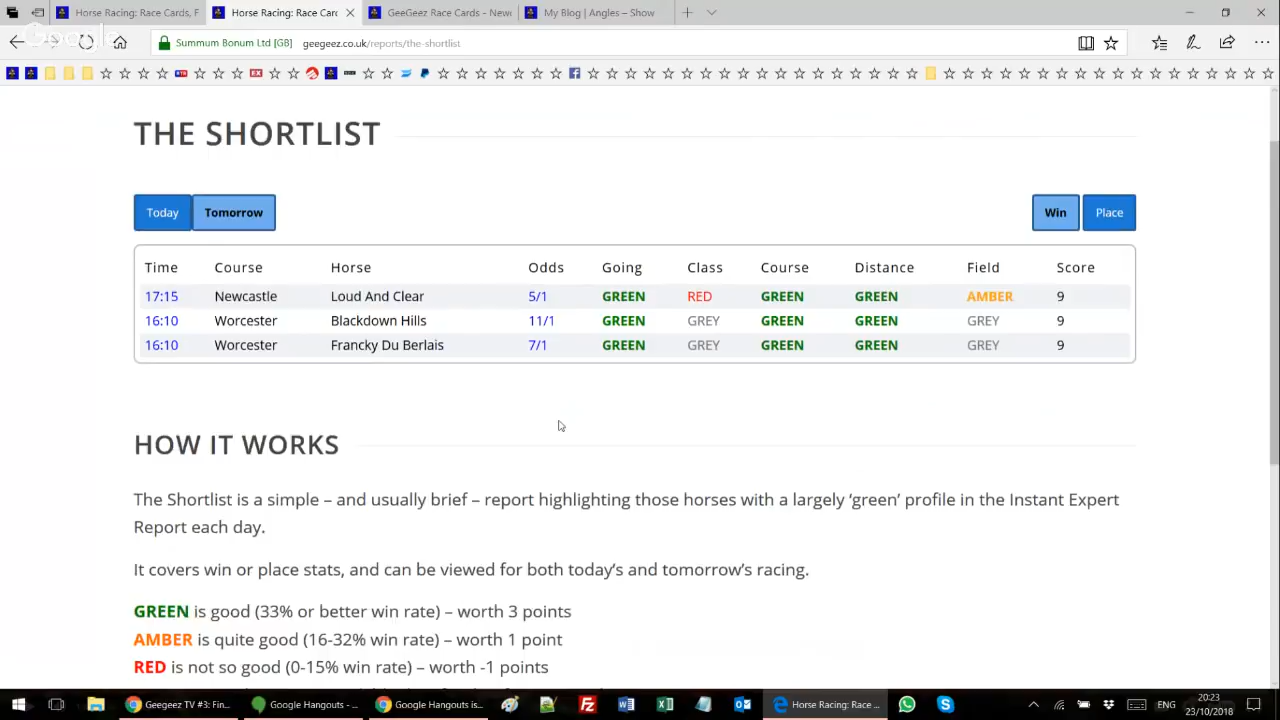 Horse Racing: Race Cards, F
Horse Racing: Race Car
GeeGeez Race Cards – New
My Blog | Angles – Show
Google
Summum Bonum Ltd [GB]
geegeez.co.uk/reports/the-shortlist
THE SHORTLIST
Today Tomorrow Win Place
Time Course Horse Odds Going Class Course Distance Field Score
17:15 Newcastle Loud And Clear 5/1 GREEN RED GREEN GREEN AMBER 9
16:10 Worcester Blackdown Hills 11/1 GREEN GREY GREEN GREEN GREY 9
16:10 Worcester Francky Du Berlais 7/1 GREEN GREY GREEN GREEN GREY 9
HOW IT WORKS
The Shortlist is a simple – and usually brief – report highlighting those horses with a largely ‘green’ profile in the Instant Expert
Report each day.
It covers win or place stats, and can be viewed for both today’s and tomorrow’s racing.
GREEN is good (33% or better win rate) – worth 3 points
AMBER is quite good (16-32% win rate) – worth 1 point
RED is not so good (0-15% win rate) – worth -1 points
Geegeez TV #3: Fin...
Google Hangouts - ...
Google Hangouts is...
Horse Racing: Race ...
ENG
20:23
23/10/2018